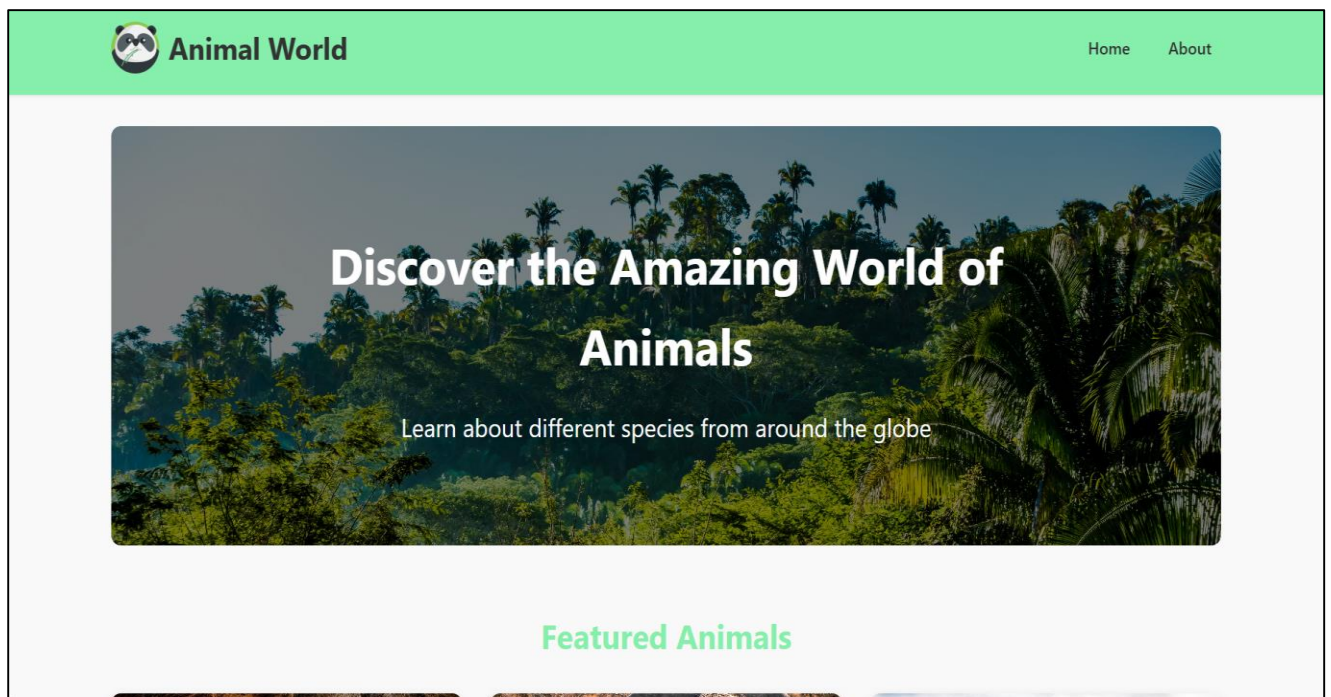 Animal World
Home About
Discover the Amazing World of
Animals
Learn about different species from around the globe
Featured Animals